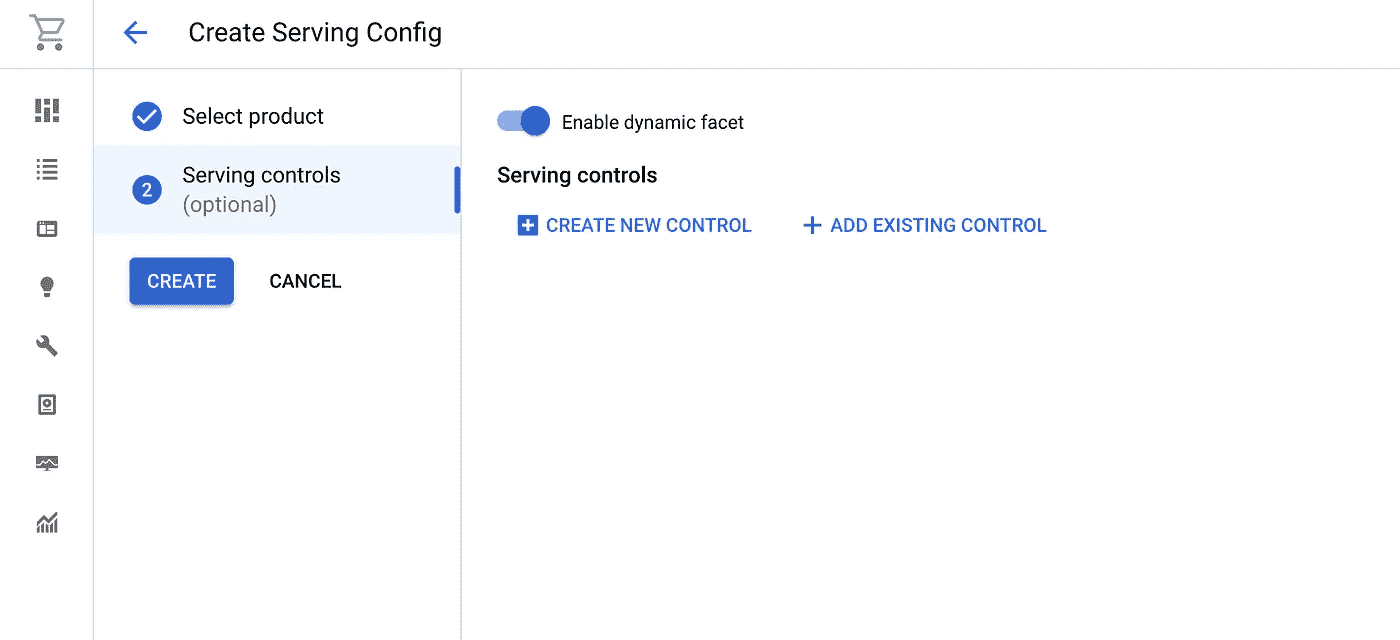 Create Serving Config
Select product
2
Serving controls
(optional)
CREATE
CANCEL
Enable dynamic facet
Serving controls
CREATE NEW CONTROL
ADD EXISTING CONTROL